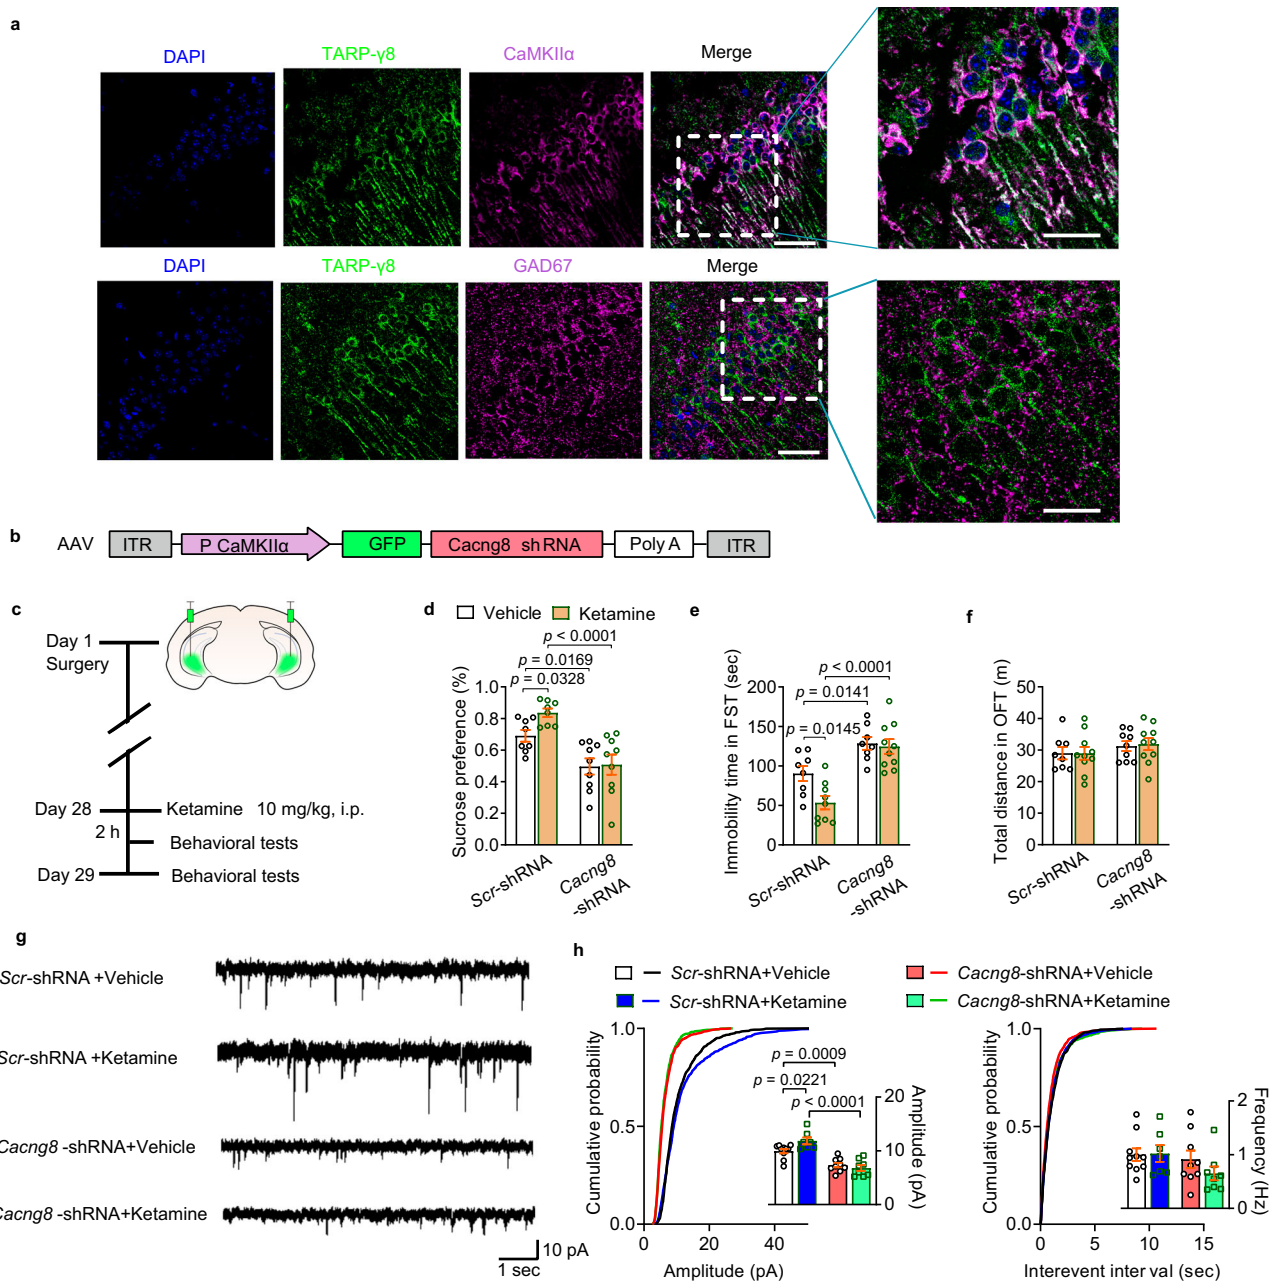 a
DAPI TARP-γ8 CaMKIIα Merge
DAPI TARP-γ8 GAD67 Merge
b
AAV ITR P CaMKIIα GFP Cacng8 shRNA Poly A ITR
c
Day 1
Surgery
Day 28 Ketamine 10 mg/kg, i.p.
2 h
Behavioral tests
Day 29 Behavioral tests
d
Vehicle Ketamine
p < 0.0001
p = 0.0169
p = 0.0328
Sucrose preference (%)
1.0
0.8
0.6
0.4
0.2
0.0
Scr-shRNA
Cacng8
-shRNA
e
p < 0.0001
p = 0.0141
p = 0.0145
Immobility time in FST (sec)
200
150
100
50
0
Scr-shRNA
Cacng8
-shRNA
f
Total distance in OFT (m)
50
40
30
20
10
0
Scr-shRNA
Cacng8
-shRNA
g
Scr-shRNA +Vehicle
Scr-shRNA +Ketamine
Cacng8 -shRNA+Vehicle
Cacng8 -shRNA+Ketamine
10 pA
1 sec
h
Scr-shRNA+Vehicle Cacng8-shRNA+Vehicle
Scr-shRNA+Ketamine Cacng8-shRNA+Ketamine
Cumulative probability
1.0
0.5
0.0
0 20 40
Amplitude (pA)
p = 0.0009
p = 0.0221
p < 0.0001
20
10
0
Amplitude (pA)
Cumulative probability
1.0
0.5
0.0
0 5 10 15
Interevent inter val (sec)
2
1
0
Frequency (Hz)